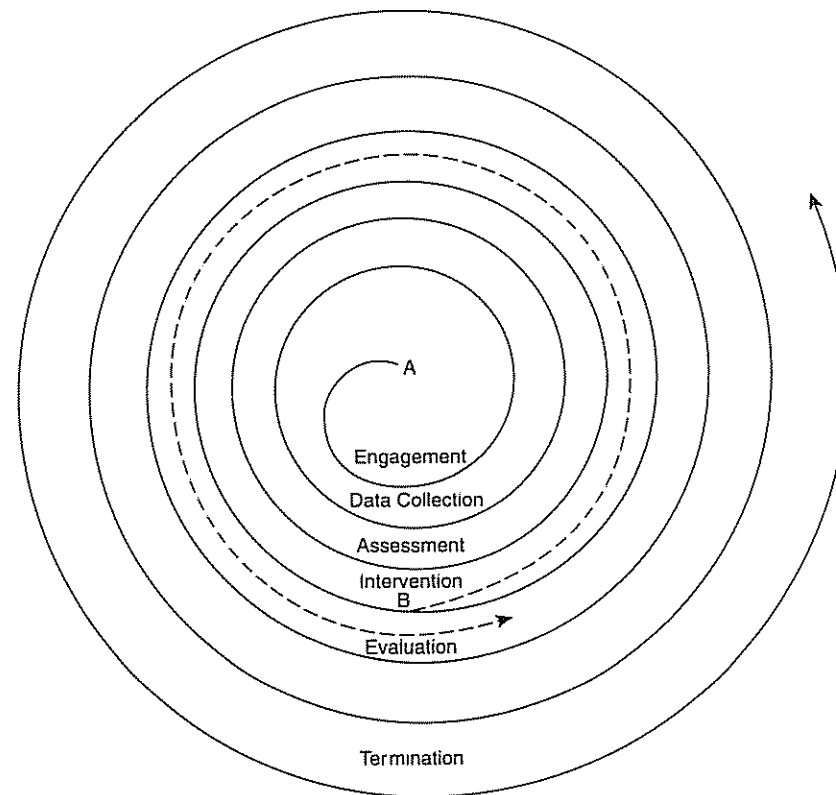 A
Engagement
Data Collection
Assessment
Intervention
B
Evaluation
Termination